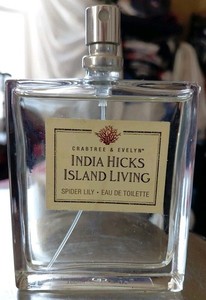 CRABTREE & EVELYN®
INDIA HICKS
ISLAND LIVING
SPIDER LILY • EAU DE TOILETTE